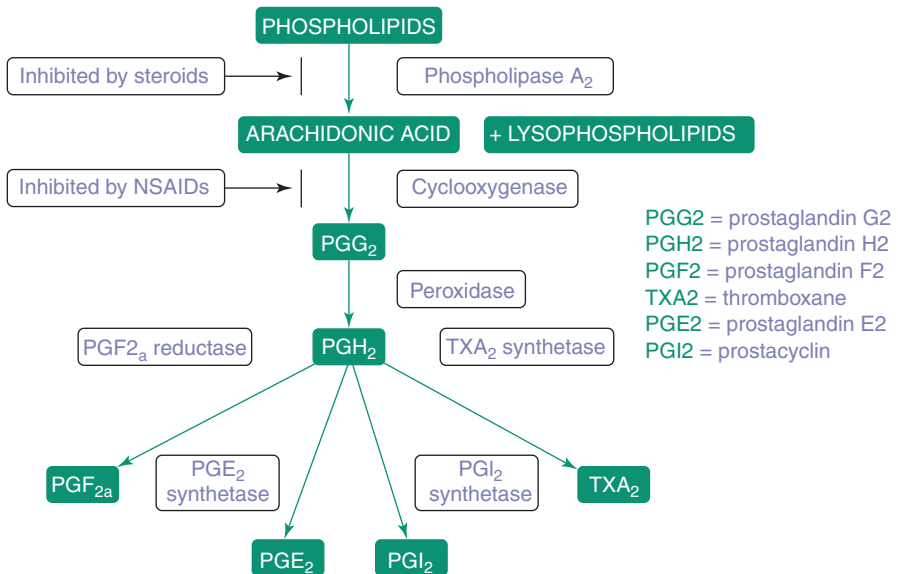 PHOSPHOLIPIDS
Inhibited by steroids
Phospholipase A₂
ARACHIDONIC ACID
+ LYSOPHOSPHOLIPIDS
Inhibited by NSAIDs
Cyclooxygenase
PGG₂
Peroxidase
PGF2ₐ reductase
PGH₂
TXA₂ synthetase
PGG2 = prostaglandin G2
PGH2 = prostaglandin H2
PGF2 = prostaglandin F2
TXA2 = thromboxane
PGE2 = prostaglandin E2
PGI2 = prostacyclin
PGF₂ₐ
PGE₂
synthetase
PGI₂
synthetase
TXA₂
PGE₂
PGI₂